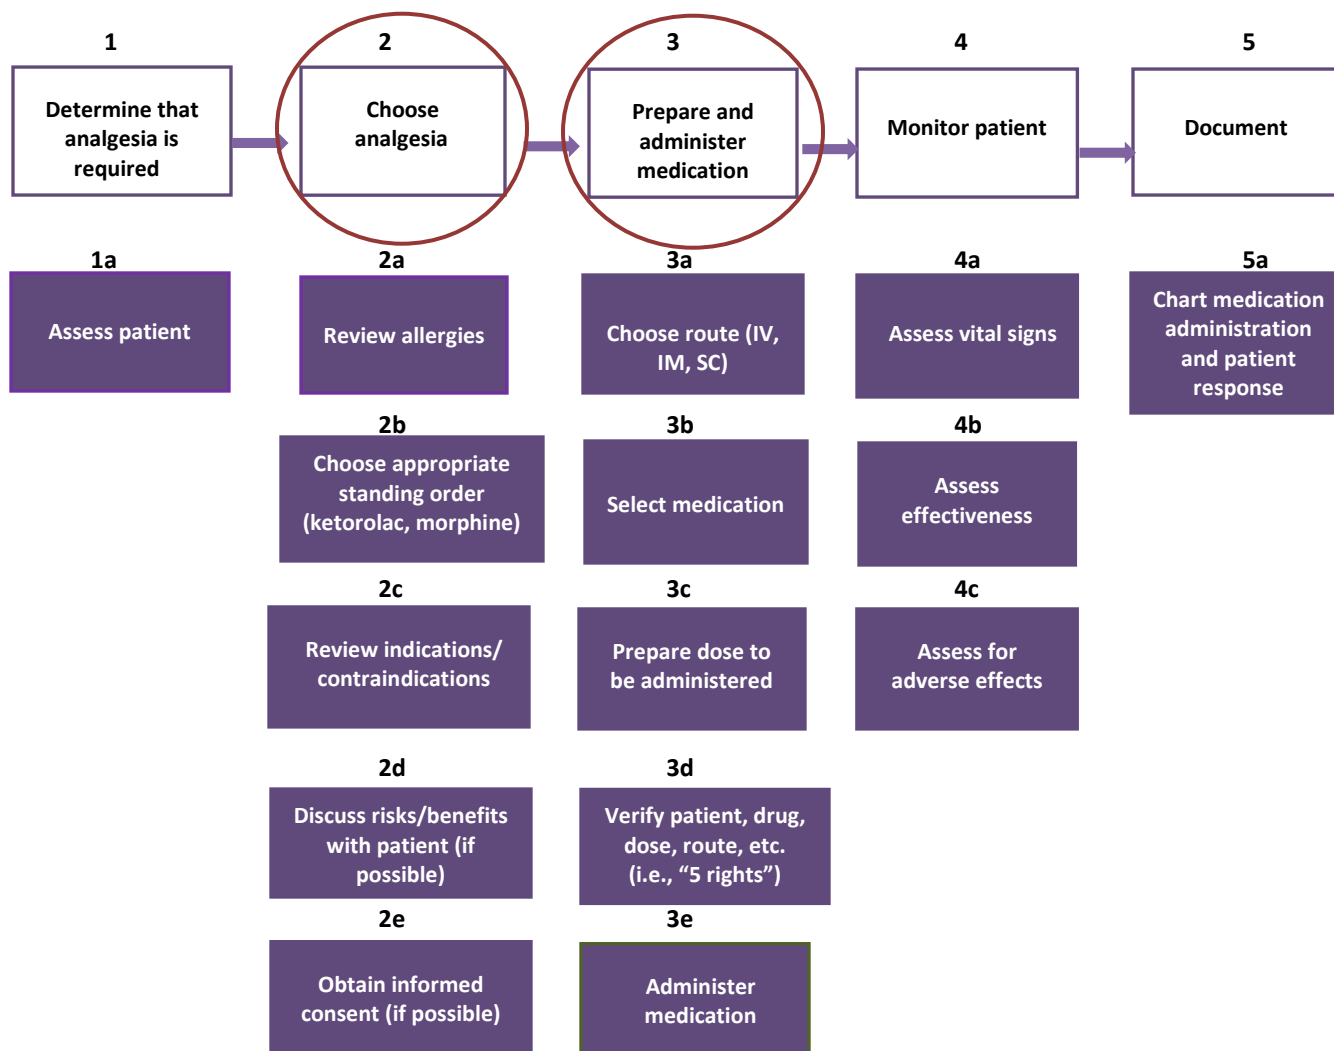 1
Determine that
analgesia is
required
2
Choose
analgesia
3
Prepare and
administer
medication
4
Monitor patient
5
Document
1a
Assess patient
2a
Review allergies
3a
Choose route (IV,
IM, SC)
4a
Assess vital signs
5a
Chart medication
administration
and patient
response
2b
Choose appropriate
standing order
(ketorolac, morphine)
3b
Select medication
4b
Assess
effectiveness
2c
Review indications/
contraindications
3c
Prepare dose to
be administered
4c
Assess for
adverse effects
2d
Discuss risks/benefits
with patient (if
possible)
3d
Verify patient, drug,
dose, route, etc.
(i.e., “5 rights”)
2e
Obtain informed
consent (if possible)
3e
Administer
medication